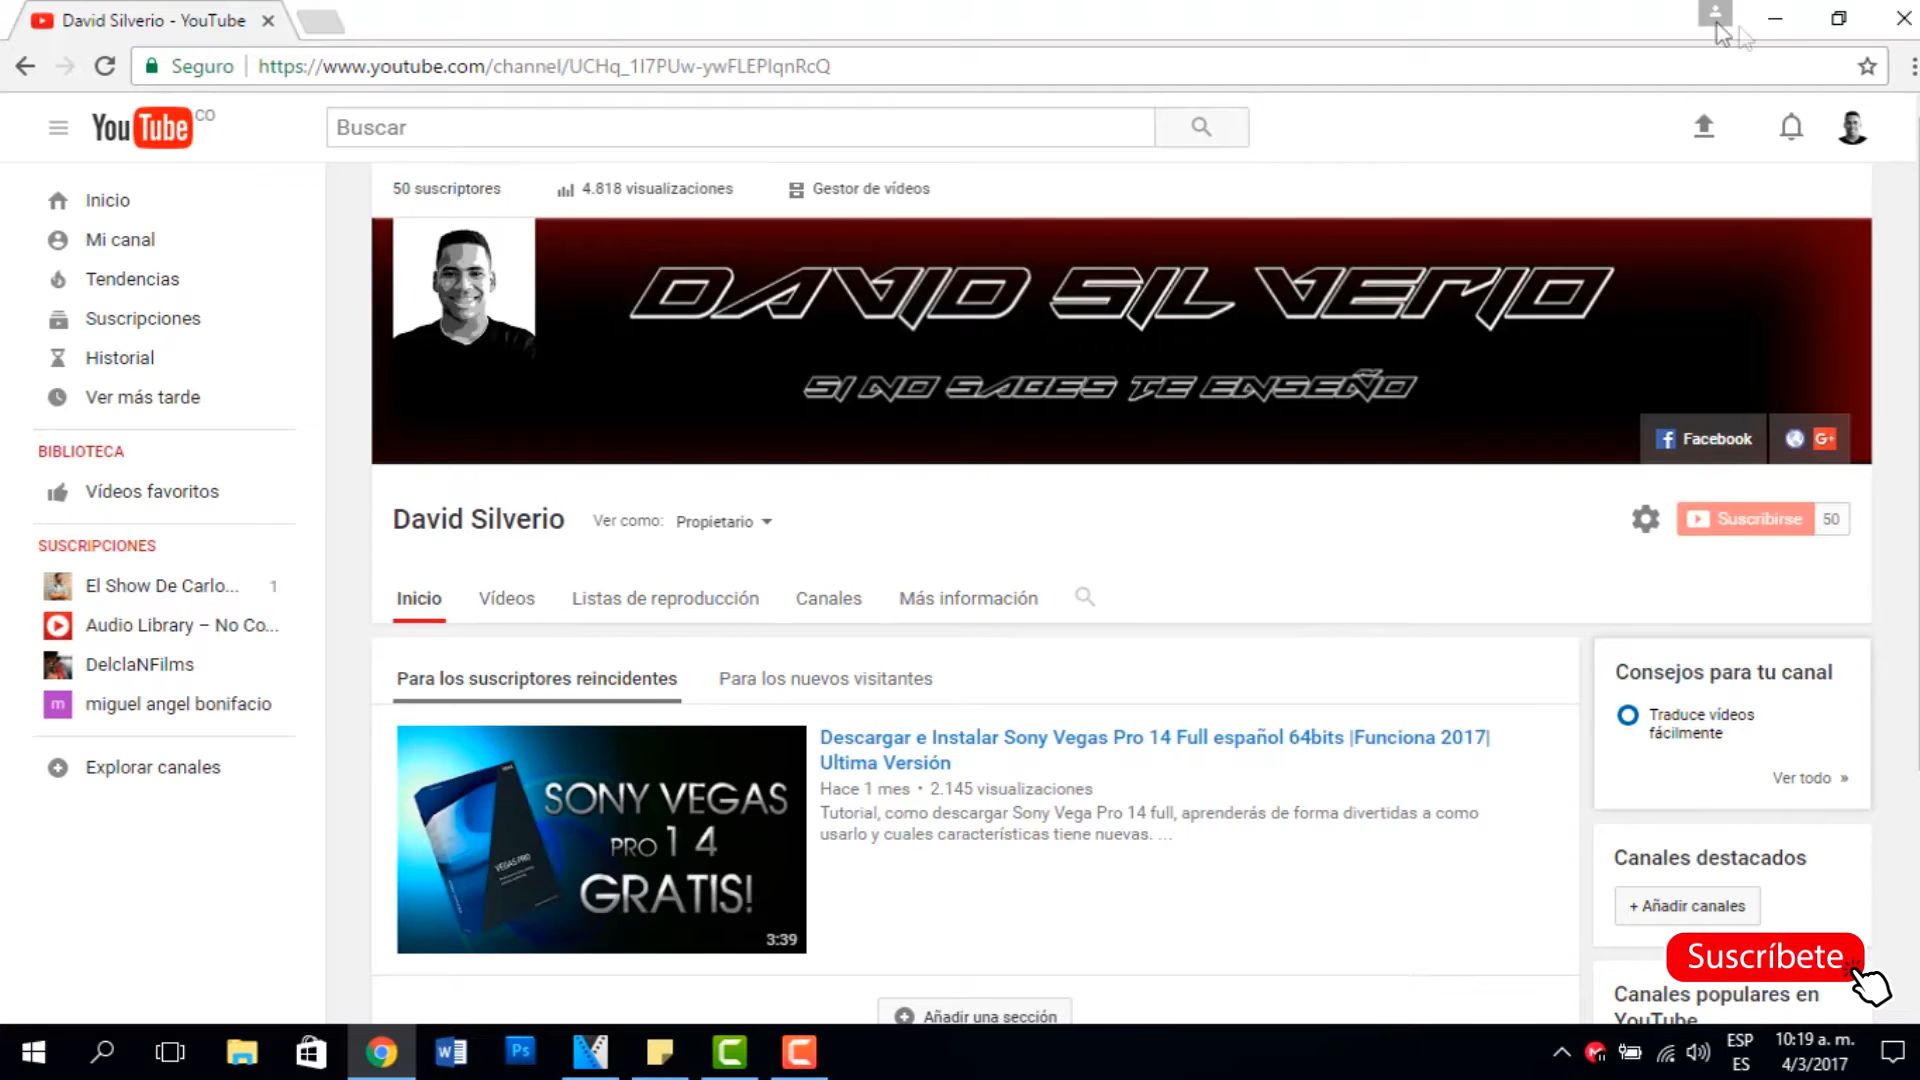 David Silverio - YouTube
Seguro
https://www.youtube.com/channel/UCHq_1I7PUw-ywFLEPIqnRcQ
YouTube CO
Buscar
50 suscriptores
4.818 visualizaciones
Gestor de vídeos
Inicio
Mi canal
Tendencias
Suscripciones
Historial
Ver más tarde
BIBLIOTECA
Vídeos favoritos
SUSCRIPCIONES
El Show De Carlo... 1
Audio Library – No Co...
DelclaNFilms
m miguel angel bonifacio
Explorar canales
DAVID SILVERIO
SI NO SABES TE ENSEÑO
Facebook
G+
David Silverio
Ver como: Propietario
Suscribirse 50
Inicio
Vídeos
Listas de reproducción
Canales
Más información
Para los suscriptores reincidentes
Para los nuevos visitantes
SONY VEGAS
PRO 14
GRATIS!
VEGAS PRO
3:39
Descargar e Instalar Sony Vegas Pro 14 Full español 64bits |Funciona 2017|
Ultima Versión
Hace 1 mes • 2.145 visualizaciones
Tutorial, como descargar Sony Vega Pro 14 full, aprenderás de forma divertidas a como
usarlo y cuales características tiene nuevas. ...
Añadir una sección
Consejos para tu canal
Traduce vídeos
fácilmente
Ver todo »
Canales destacados
+ Añadir canales
Suscríbete
Canales populares en
YouTube
Ps
ESP
ES
10:19 a. m.
4/3/2017